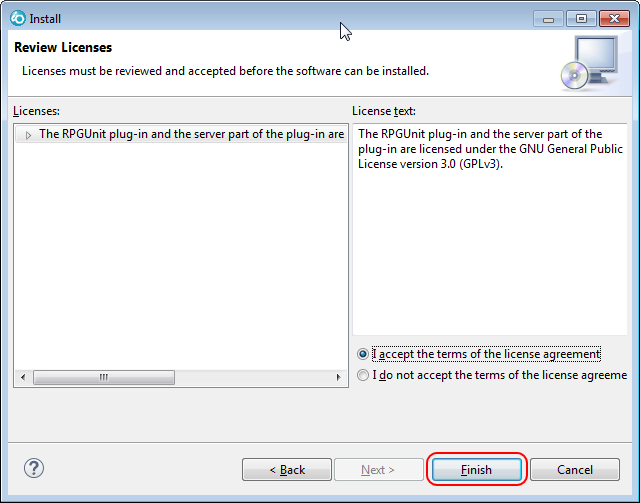 Install
Review Licenses
Licenses must be reviewed and accepted before the software can be installed.
Licenses:
The RPGUnit plug-in and the server part of the plug-in are
License text:
The RPGUnit plug-in and the server part of the
plug-in are licensed under the GNU General Public
License version 3.0 (GPLv3).
I accept the terms of the license agreement
I do not accept the terms of the license agreeme
?
< Back
Next >
Finish
Cancel